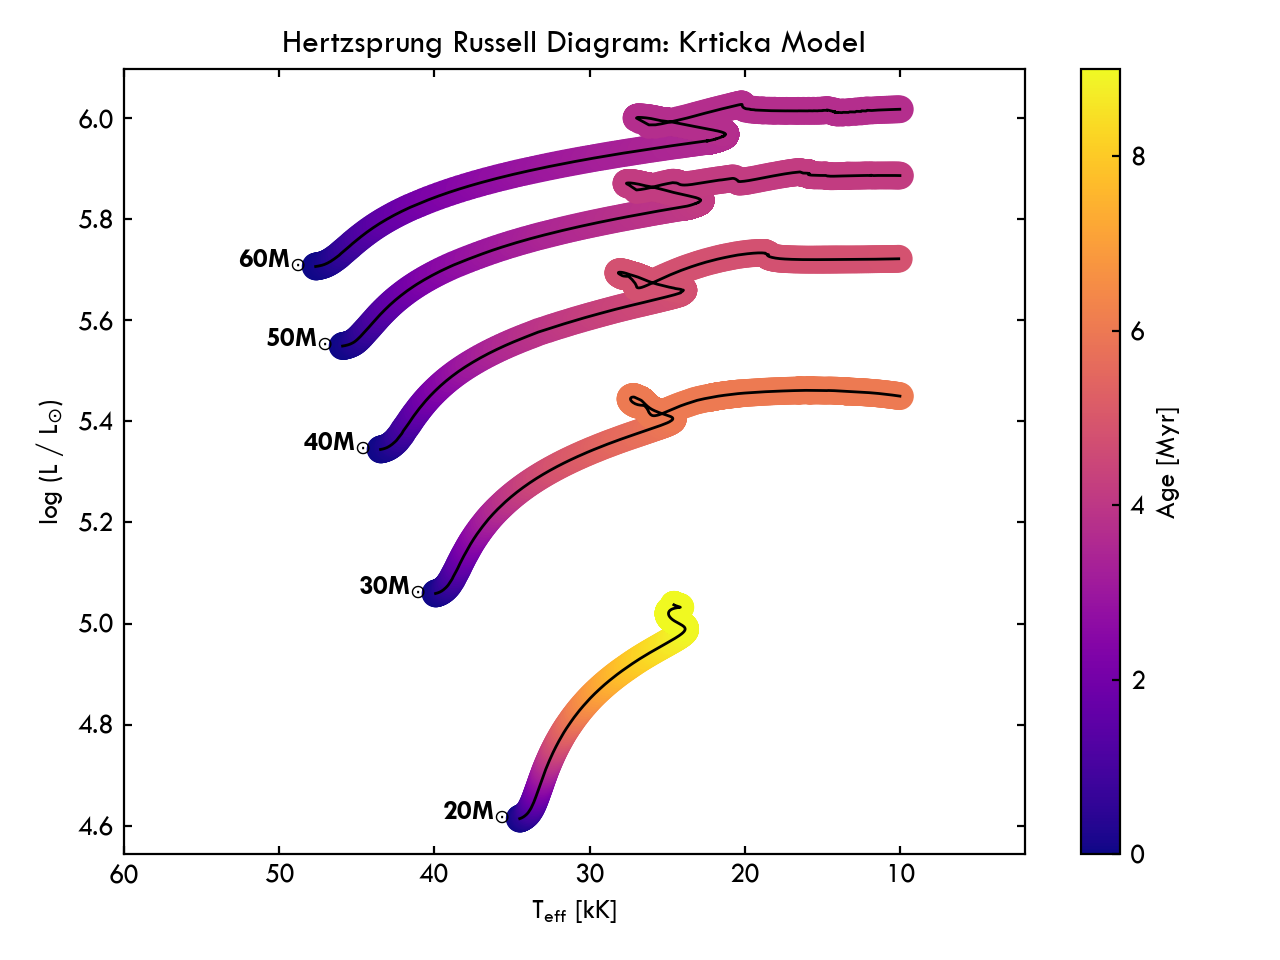 Hertzsprung Russell Diagram: Krticka Model
log (L / L⊙)
6.0
5.8
5.6
5.4
5.2
5.0
4.8
4.6
60M⊙
50M⊙
40M⊙
30M⊙
20M⊙
60 50 40 30 20 10
T_eff [kK]
8
6
4
2
0
Age [Myr]